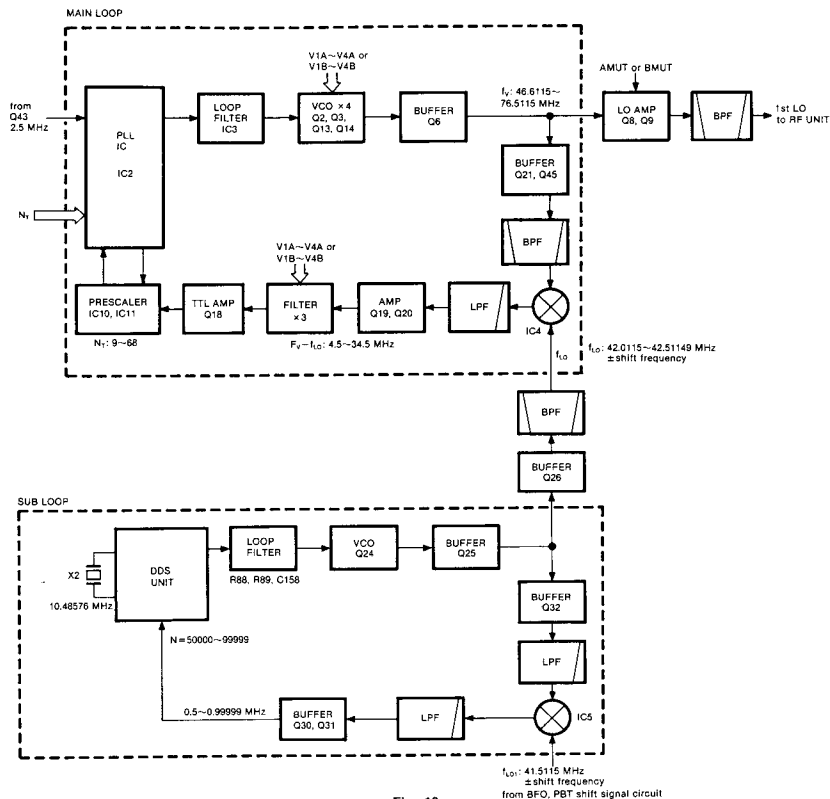 MAIN LOOP
from
Q43
2.5 MHz
PLL
IC
IC2
LOOP
FILTER
IC3
V1A~V4A or
V1B~V4B
VCO ×4
Q2, Q3,
Q13, Q14
BUFFER
Q6
fV: 46.6115~
76.5115 MHz
AMUT or BMUT
LO AMP
Q8, Q9
BPF
1st LO
to RF UNIT
BUFFER
Q21, Q45
BPF
NT
V1A~V4A or
V1B~V4B
PRESCALER
IC10, IC11
TTL AMP
Q18
FILTER
×3
AMP
Q19, Q20
LPF
IC4
NT: 9~68
FV−fLO: 4.5~34.5 MHz
fLO
fLO: 42.0115~42.51149 MHz
±shift frequency
BPF
BUFFER
Q26
SUB LOOP
X2
10.48576 MHz
DDS
UNIT
LOOP
FILTER
R88, R89, C158
VCO
Q24
BUFFER
Q25
BUFFER
Q32
LPF
N=50000~99999
0.5~0.99999 MHz
BUFFER
Q30, Q31
LPF
IC5
fLO1: 41.5115 MHz
±shift frequency
from BFO, PBT shift signal circuit